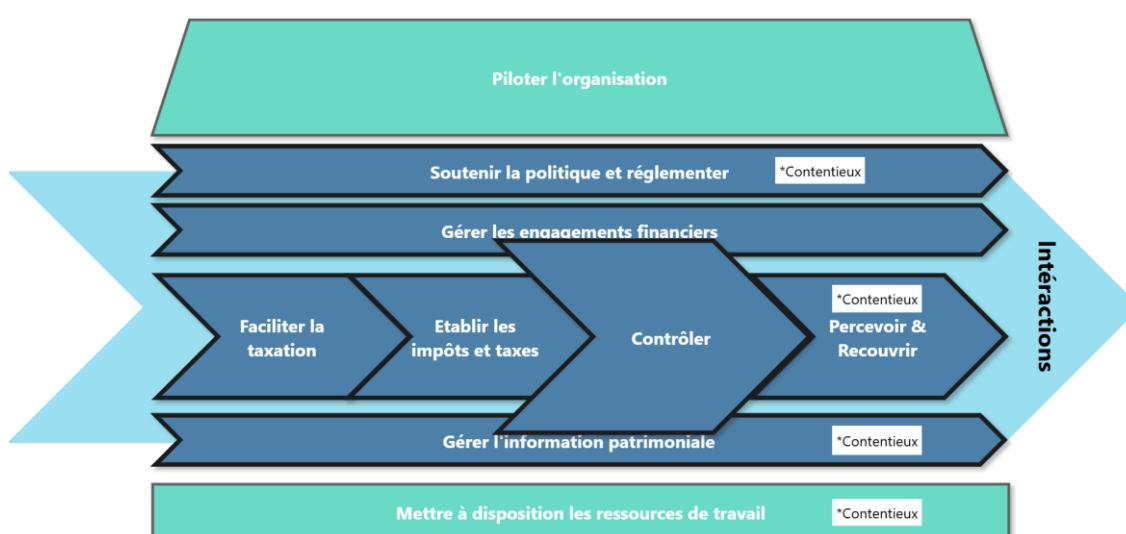 Piloter l'organisation
Soutenir la politique et réglementer
*Contentieux
Gérer les engagements financiers
Faciliter la
taxation
Etablir les
impôts et taxes
Contrôler
*Contentieux
Percevoir &
Recouvrir
Intéractions
Gérer l'information patrimoniale
*Contentieux
Mettre à disposition les ressources de travail
*Contentieux